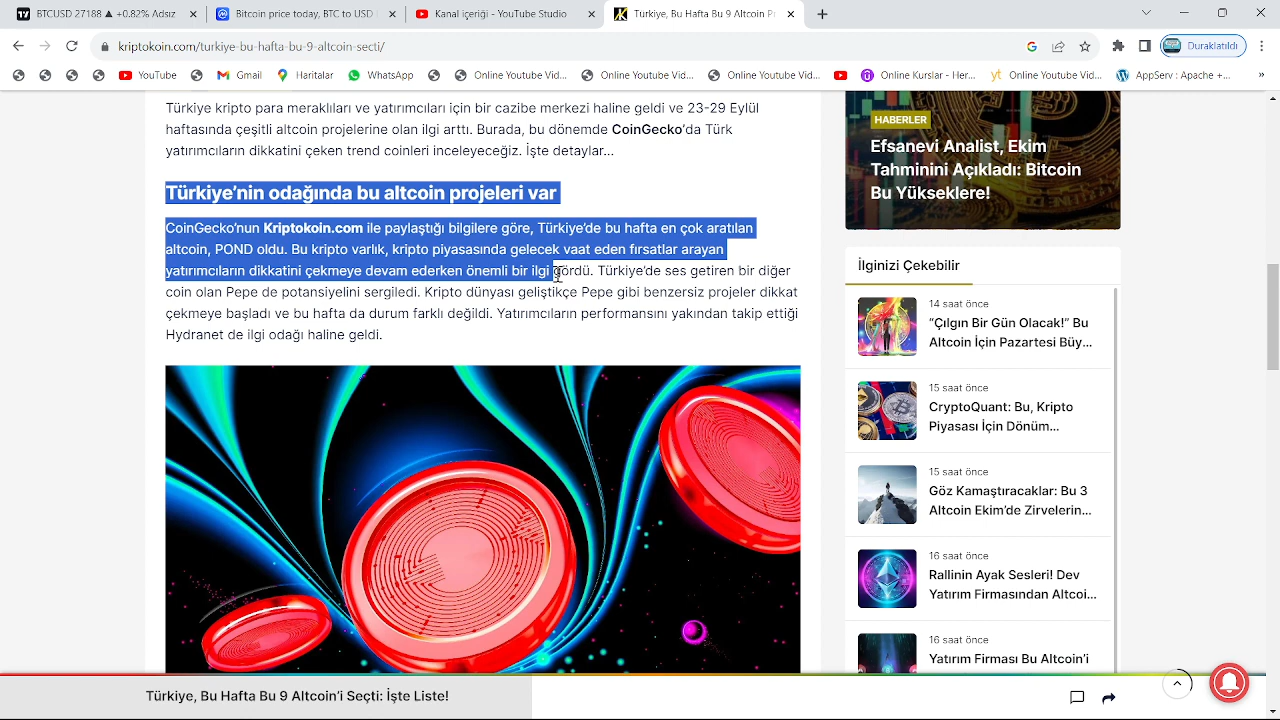 BTCUSD 27188 ▲ +0.82% Adsız
Bitcoin price today, BTC to USD l
Kanal içeriği - YouTube Studio
Türkiye, Bu Hafta Bu 9 Altcoin'i
kriptokoin.com/turkiye-bu-hafta-bu-9-altcoin-secti/
Duraklatıldı
YouTube
Gmail
Haritalar
WhatsApp
Online Youtube Vid...
Online Youtube Vid...
Online Youtube Vid...
Online Kurslar - Her...
Online Youtube Vid...
AppServ : Apache +...
»
Türkiye kripto para meraklıları ve yatırımcıları için bir cazibe merkezi haline geldi ve 23-29 Eylül
haftasında çeşitli altcoin projelerine olan ilgi arttı. Burada, bu dönemde CoinGecko'da Türk
yatırımcıların dikkatini çeken trend coinleri inceleyeceğiz. İşte detaylar...
Türkiye'nin odağında bu altcoin projeleri var
CoinGecko'nun Kriptokoin.com ile paylaştığı bilgilere göre, Türkiye'de bu hafta en çok aratılan
altcoin, POND oldu. Bu kripto varlık, kripto piyasasında gelecek vaat eden fırsatlar arayan
yatırımcıların dikkatini çekmeye devam ederken önemli bir ilgi gördü. Türkiye'de ses getiren bir diğer
coin olan Pepe de potansiyelini sergiledi. Kripto dünyası geliştikçe Pepe gibi benzersiz projeler dikkat
çekmeye başladı ve bu hafta da durum farklı değildi. Yatırımcıların performansını yakından takip ettiği
Hydranet de ilgi odağı haline geldi.
HABERLER
Efsanevi Analist, Ekim
Tahminini Açıkladı: Bitcoin
Bu Yükseklere!
İlginizi Çekebilir
14 saat önce
“Çılgın Bir Gün Olacak!” Bu
Altcoin İçin Pazartesi Büy...
15 saat önce
CryptoQuant: Bu, Kripto
Piyasası İçin Dönüm...
15 saat önce
Göz Kamaştıracaklar: Bu 3
Altcoin Ekim'de Zirvelerin...
16 saat önce
Rallinin Ayak Sesleri! Dev
Yatırım Firmasından Altcoi...
16 saat önce
Yatırım Firması Bu Altcoin'i
Türkiye, Bu Hafta Bu 9 Altcoin'i Seçti: İşte Liste!